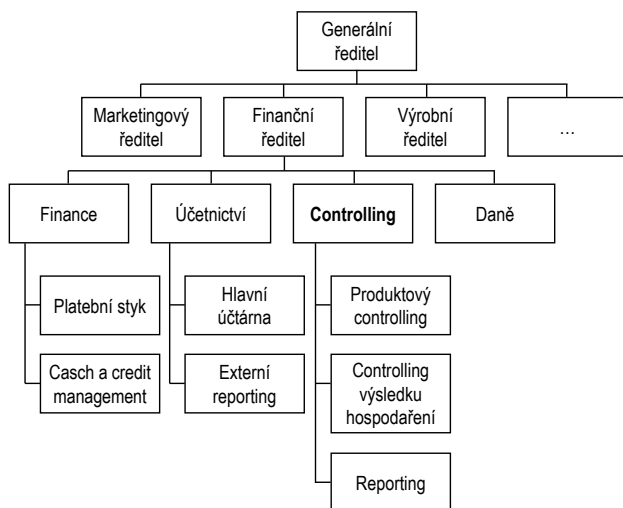 Generální
ředitel
Marketingový
ředitel
Finanční
ředitel
Výrobní
ředitel
...
Finance
Účetnictví
Controlling
Daně
Platební styk
Hlavní
účtárna
Produktový
controlling
Casch a credit
management
Externí
reporting
Controlling
výsledku
hospodaření
Reporting